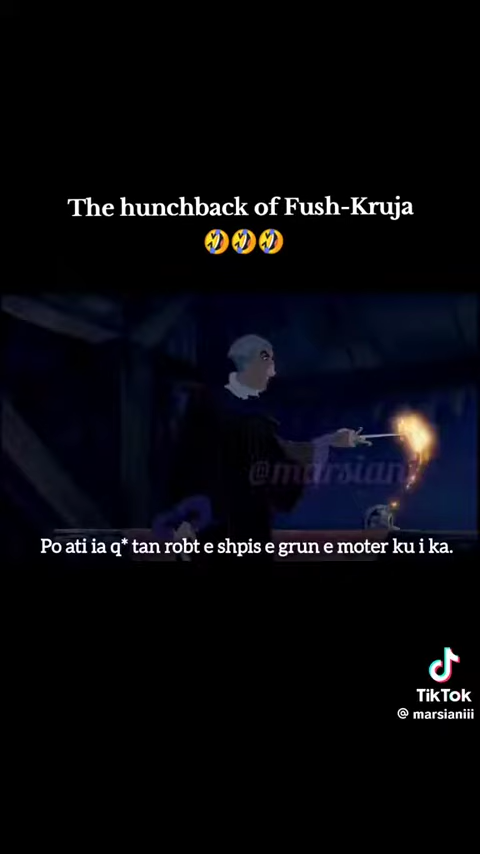 The hunchback of Fush-Kruja
🤣🤣🤣
@marsiani
Po ati ia q* tan robt e shpis e grun e moter ku i ka.
TikTok
@ marsianiii